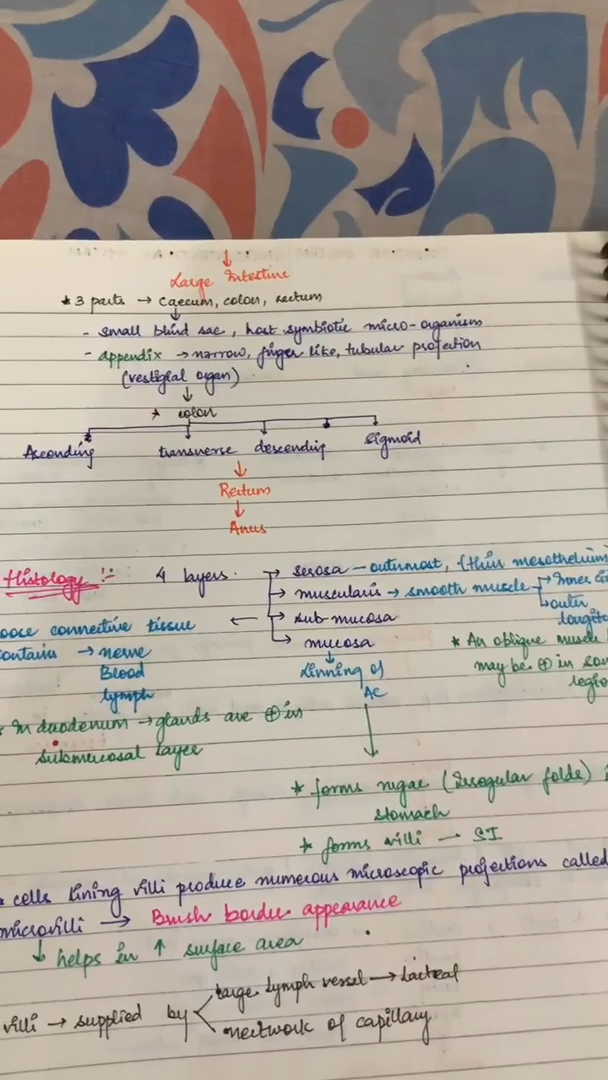 Large Intestine
* 3 parts → Caecum, colon, rectum
- small blind sac, host symbiotic micro-organism
- appendix → narrow, finger like, tubular projection
(vestigial organ)
* colon
Ascending transverse descending sigmoid
Rectum
Anus
Histology :- 4 layers.
→ serosa - outermost, (thin mesothelium)
→ muscularis → smooth muscle → Inner
outer
→ sub-mucosa
→ mucosa
oose connective tissue
contains → nerve
Blood
lymph
* An oblique muscle
may be ⊕ in
Linning of
AC
* In duodenum → glands are ⊕ in
submucosal layer
* forms rugae (Irregular folds) i
stomach
* forms villi - SI
cells lining villi produce numerous microscopic projections called
microvilli → Brush border appearance
↓ helps in ↑ surface area
villi → supplied by
large lymph vessel → lacteal
network of capillary